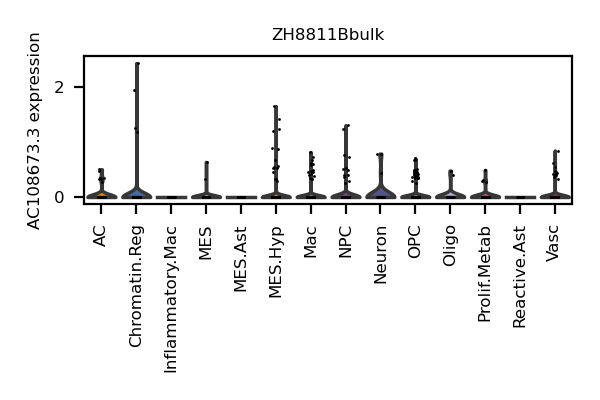 ZH8811Bbulk
AC108673.3 expression
2
0
AC
Chromatin.Reg
Inflammatory.Mac
MES
MES.Ast
MES.Hyp
Mac
NPC
Neuron
OPC
Oligo
Prolif.Metab
Reactive.Ast
Vasc